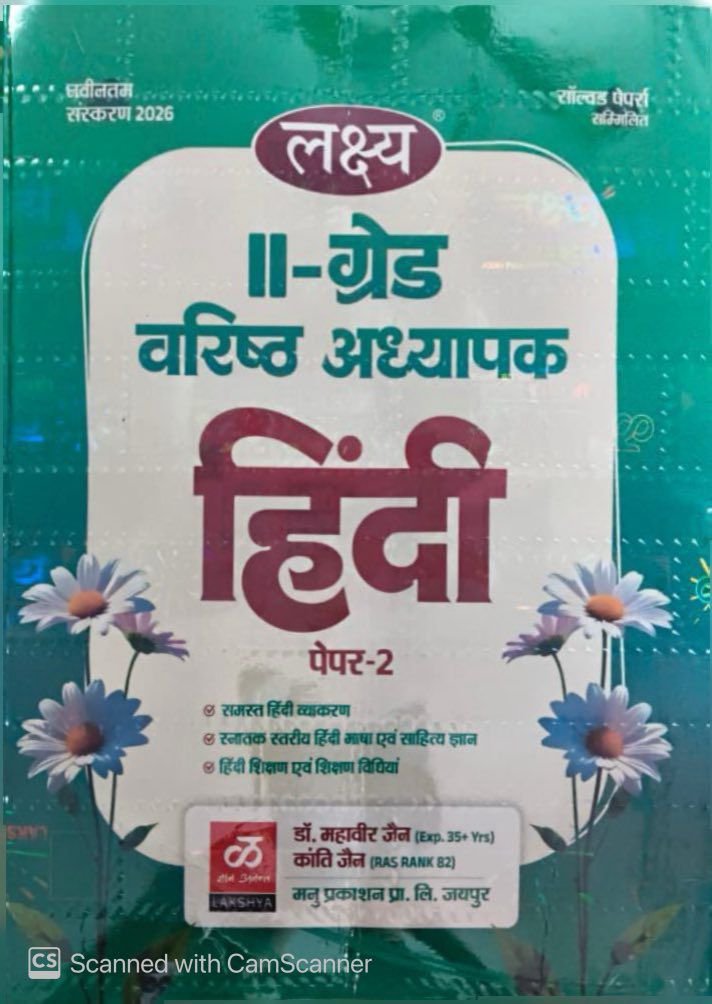 नवीनतम
संस्करण 2026
सॉल्वड पेपर्स
सम्मिलित
लक्ष्य®
II-ग्रेड
वरिष्ठ अध्यापक
हिंदी
पेपर-2
समस्त हिंदी व्याकरण
स्नातक स्तरीय हिंदी भाषा एवं साहित्य ज्ञान
हिंदी शिक्षण एवं शिक्षण विधियां
डॉ. महावीर जैन (Exp. 35+ Yrs)
कांति जैन (RAS RANK 82)
LAKSHYA
मनु प्रकाशन प्रा. लि. जयपुर
CS Scanned with CamScanner